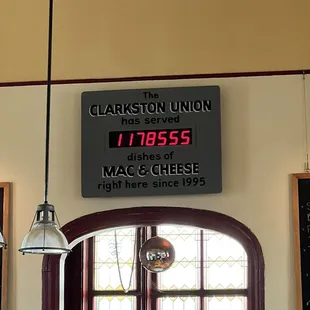 The
CLARKSTON UNION
has served
1178555
dishes of
MAC & CHEESE
right here since 1995